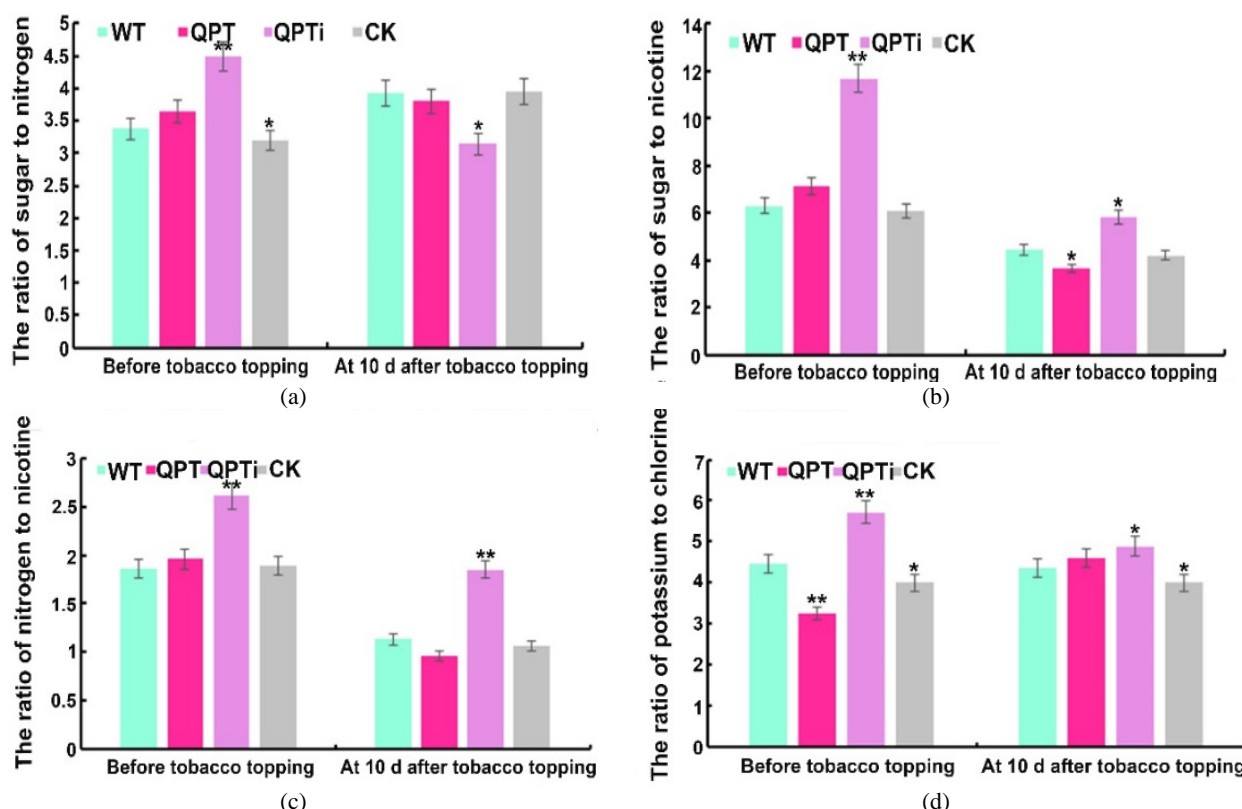 The ratio of sugar to nitrogen
WT QPT QPTi CK
5
4.5
4
3.5
3
2.5
2
1.5
1
0.5
0
**
*
*
Before tobacco topping At 10 d after tobacco topping
(a)
The ratio of sugar to nicotine
WT QPT QPTi CK
14
12
10
8
6
4
2
0
**
*
*
Before tobacco topping At 10 d after tobacco topping
(b)
The ratio of nitrogen to nicotine
WT QPT QPTi CK
3
2.5
2
1.5
1
0.5
0
**
**
Before tobacco topping At 10 d after tobacco topping
(c)
The ratio of potassium to chlorine
WT QPT QPTi CK
7
6
5
4
3
2
1
0
**
**
*
*
*
Before tobacco topping At 10 d after tobacco topping
(d)